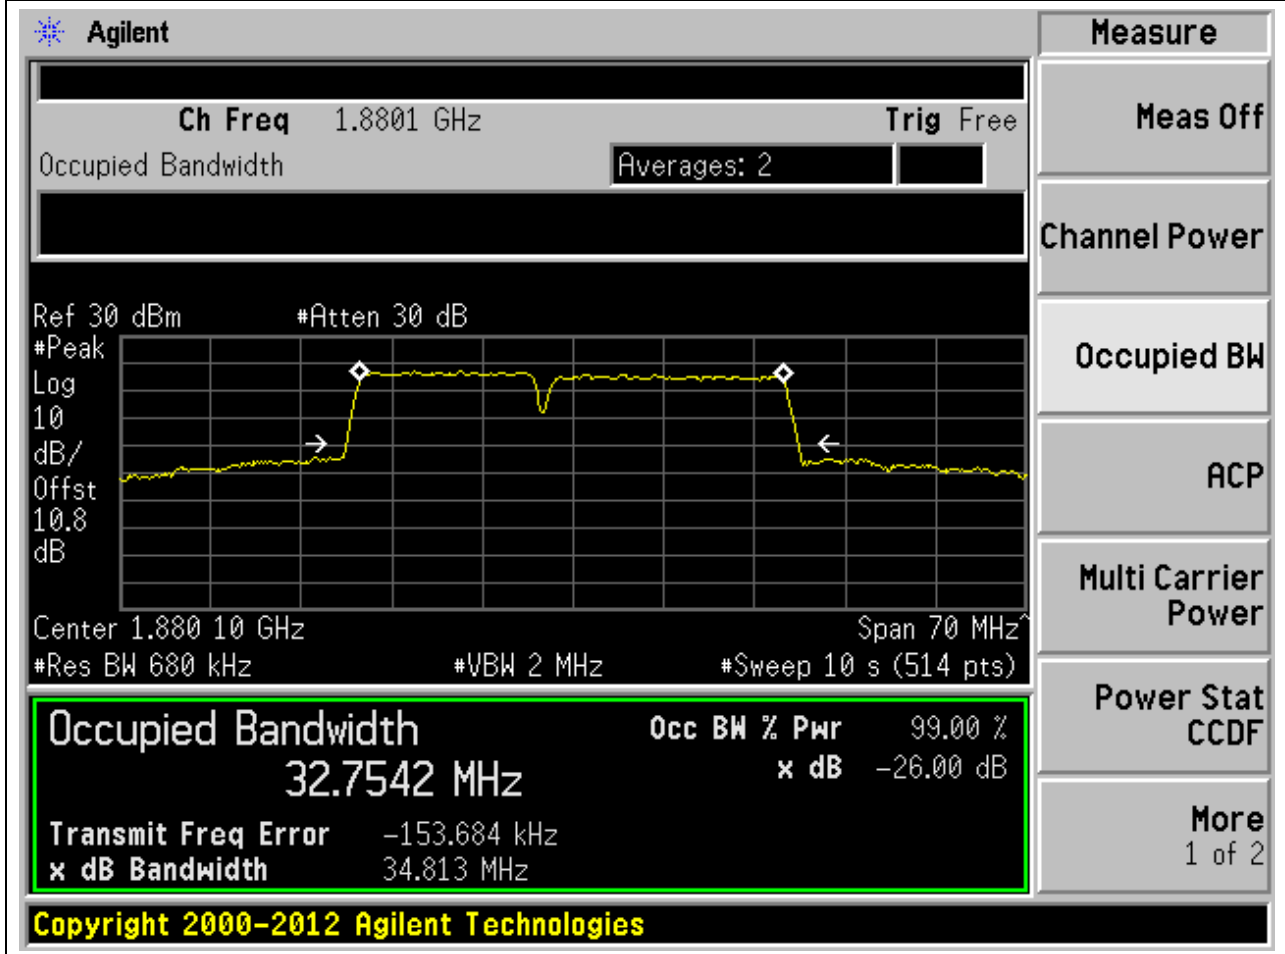 Agilent
Measure
Ch Freq 1.8801 GHz Trig Free
Occupied Bandwidth Averages: 2
Meas Off
Channel Power
Occupied BW
ACP
Multi Carrier
Power
Power Stat
CCDF
More
1 of 2
Ref 30 dBm #Atten 30 dB
#Peak
Log
10
dB/
Offst
10.8
dB
Center 1.880 10 GHz Span 70 MHz^
#Res BW 680 kHz #VBW 2 MHz #Sweep 10 s (514 pts)
Occupied Bandwidth Occ BW % Pwr 99.00 %
32.7542 MHz x dB -26.00 dB
Transmit Freq Error -153.684 kHz
x dB Bandwidth 34.813 MHz
Copyright 2000-2012 Agilent Technologies